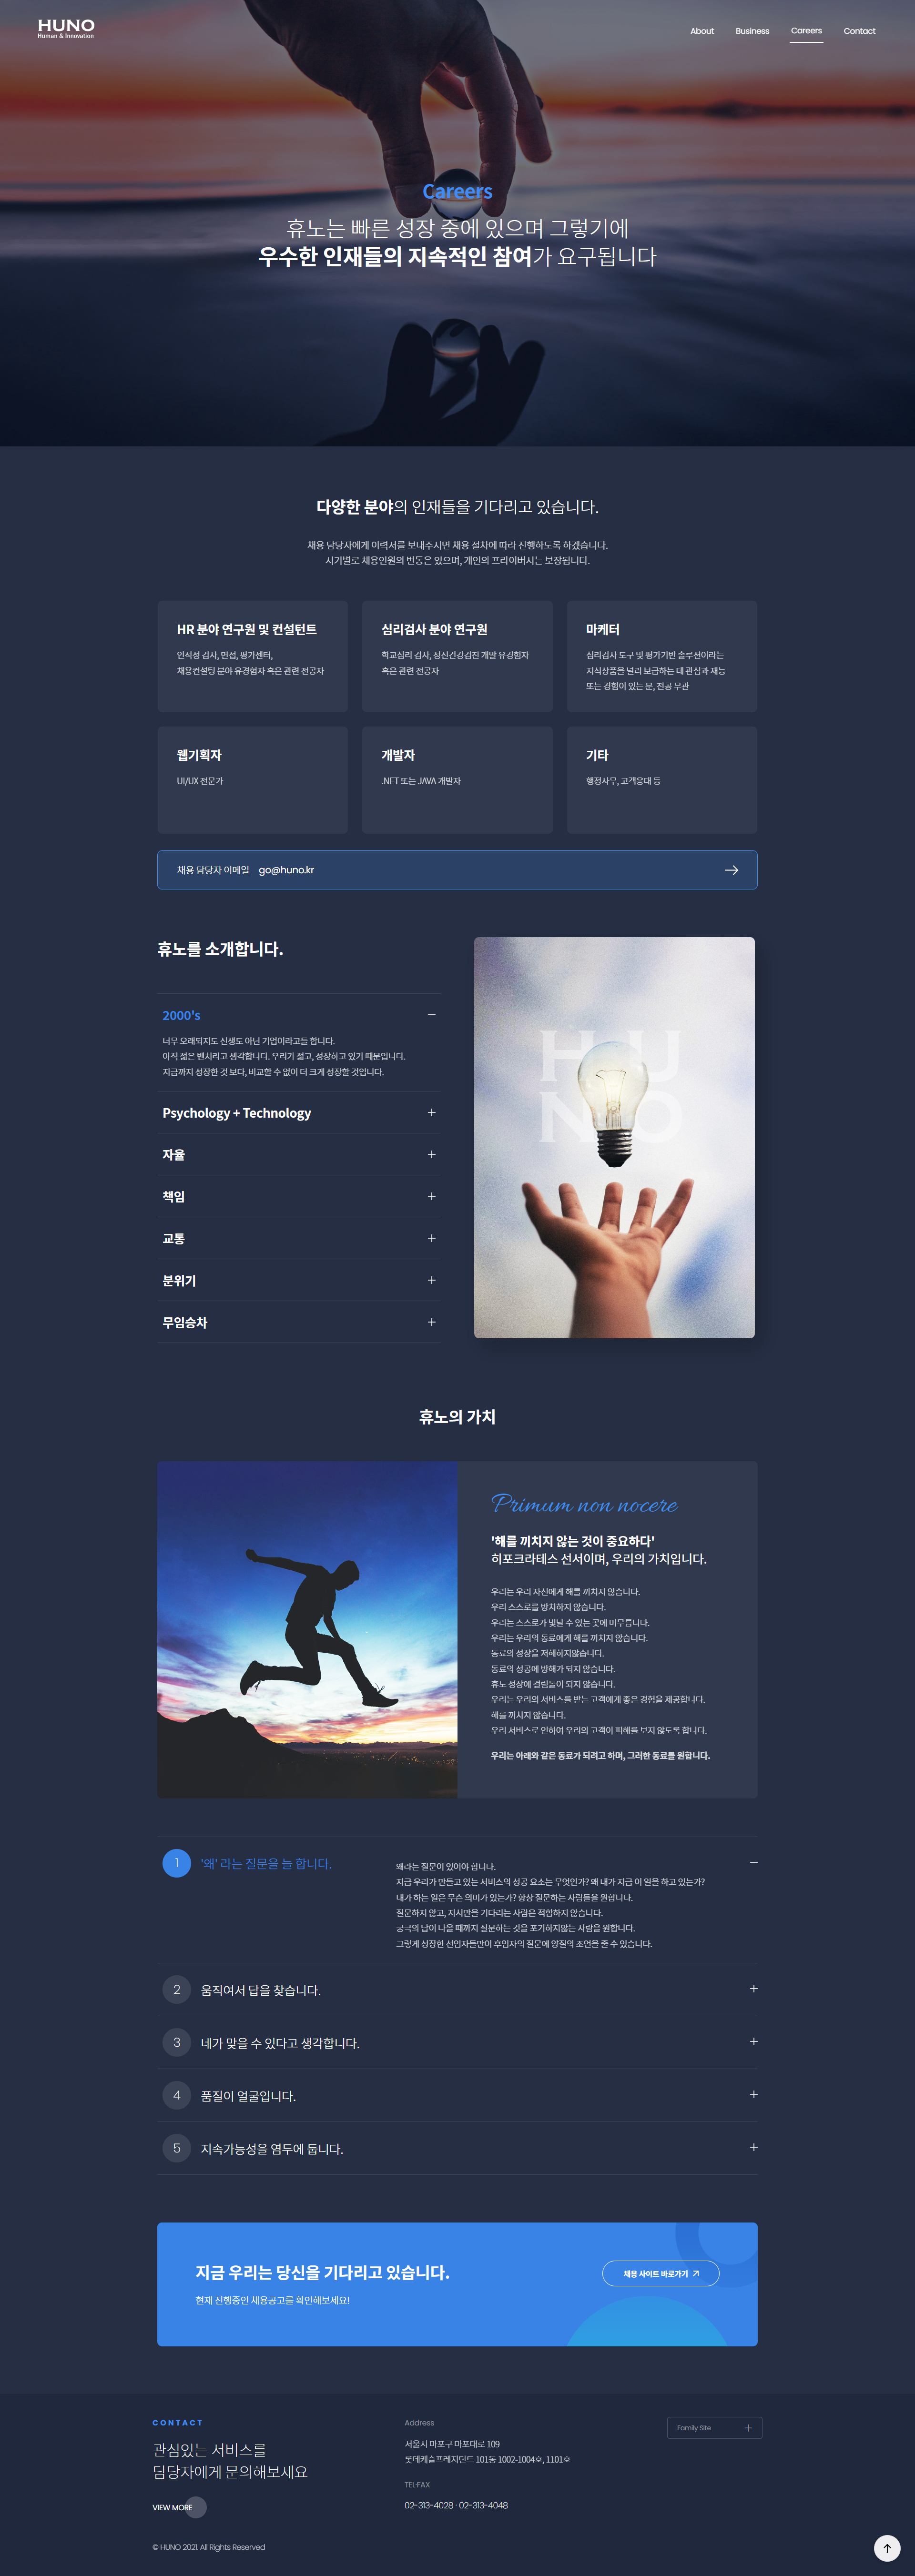 HUNO
Human & Innovation
About
Business
Careers
Contact
Careers
휴노는 빠른 성장 중에 있으며 그렇기에
우수한 인재들의 지속적인 참여가 요구됩니다
다양한 분야의 인재들을 기다리고 있습니다.
채용 담당자에게 이력서를 보내주시면 채용 절차에 따라 진행하도록 하겠습니다.
시기별로 채용인원의 변동은 있으며, 개인의 프라이버시는 보장됩니다.
HR 분야 연구원 및 컨설턴트
인적성 검사, 면접, 평가센터,
채용컨설팅 분야 유경험자 혹은 관련 전공자
심리검사 분야 연구원
학교심리 검사, 정신건강검진 개발 유경험자
혹은 관련 전공자
마케터
심리검사 도구 및 평가기반 솔루션이라는
지식상품을 널리 보급하는 데 관심과 재능
또는 경험이 있는 분, 전공 무관
웹기획자
UI/UX 전문가
개발자
.NET 또는 JAVA 개발자
기타
행정사무, 고객응대 등
채용 담당자 이메일 go@huno.kr
휴노를 소개합니다.
2000's
너무 오래되지도 신생도 아닌 기업이라고들 합니다.
아직 젊은 벤쳐라고 생각합니다. 우리가 젊고, 성장하고 있기 때문입니다.
지금까지 성장한 것 보다, 비교할 수 없이 더 크게 성장할 것입니다.
Psychology + Technology
자율
책임
교통
분위기
무임승차
HU
NO
휴노의 가치
Primum non nocere
'해를 끼치지 않는 것이 중요하다'
히포크라테스 선서이며, 우리의 가치입니다.
우리는 우리 자신에게 해를 끼치지 않습니다.
우리 스스로를 방치하지 않습니다.
우리는 스스로가 빛날 수 있는 곳에 머무릅니다.
우리는 우리의 동료에게 해를 끼치지 않습니다.
동료의 성장을 저해하지않습니다.
동료의 성공에 방해가 되지 않습니다.
휴노 성장에 걸림돌이 되지 않습니다.
우리는 우리의 서비스를 받는 고객에게 좋은 경험을 제공합니다.
해를 끼치지 않습니다.
우리 서비스로 인하여 우리의 고객이 피해를 보지 않도록 합니다.
우리는 아래와 같은 동료가 되려고 하며, 그러한 동료를 원합니다.
1 '왜' 라는 질문을 늘 합니다.
왜라는 질문이 있어야 합니다.
지금 우리가 만들고 있는 서비스의 성공 요소는 무엇인가? 왜 내가 지금 이 일을 하고 있는가?
내가 하는 일은 무슨 의미가 있는가? 항상 질문하는 사람들을 원합니다.
질문하지 않고, 지시만을 기다리는 사람은 적합하지 않습니다.
궁극의 답이 나올 때까지 질문하는 것을 포기하지않는 사람을 원합니다.
그렇게 성장한 선임자들만이 후임자의 질문에 양질의 조언을 줄 수 있습니다.
2 움직여서 답을 찾습니다.
3 네가 맞을 수 있다고 생각합니다.
4 품질이 얼굴입니다.
5 지속가능성을 염두에 둡니다.
지금 우리는 당신을 기다리고 있습니다.
현재 진행중인 채용공고를 확인해보세요!
채용 사이트 바로가기
CONTACT
관심있는 서비스를
담당자에게 문의해보세요
VIEW MORE
Address
서울시 마포구 마포대로 109
롯데캐슬프레지던트 101동 1002-1004호, 1101호
TEL·FAX
02-313-4028 · 02-313-4048
Family Site
© HUNO 2021. All Rights Reserved